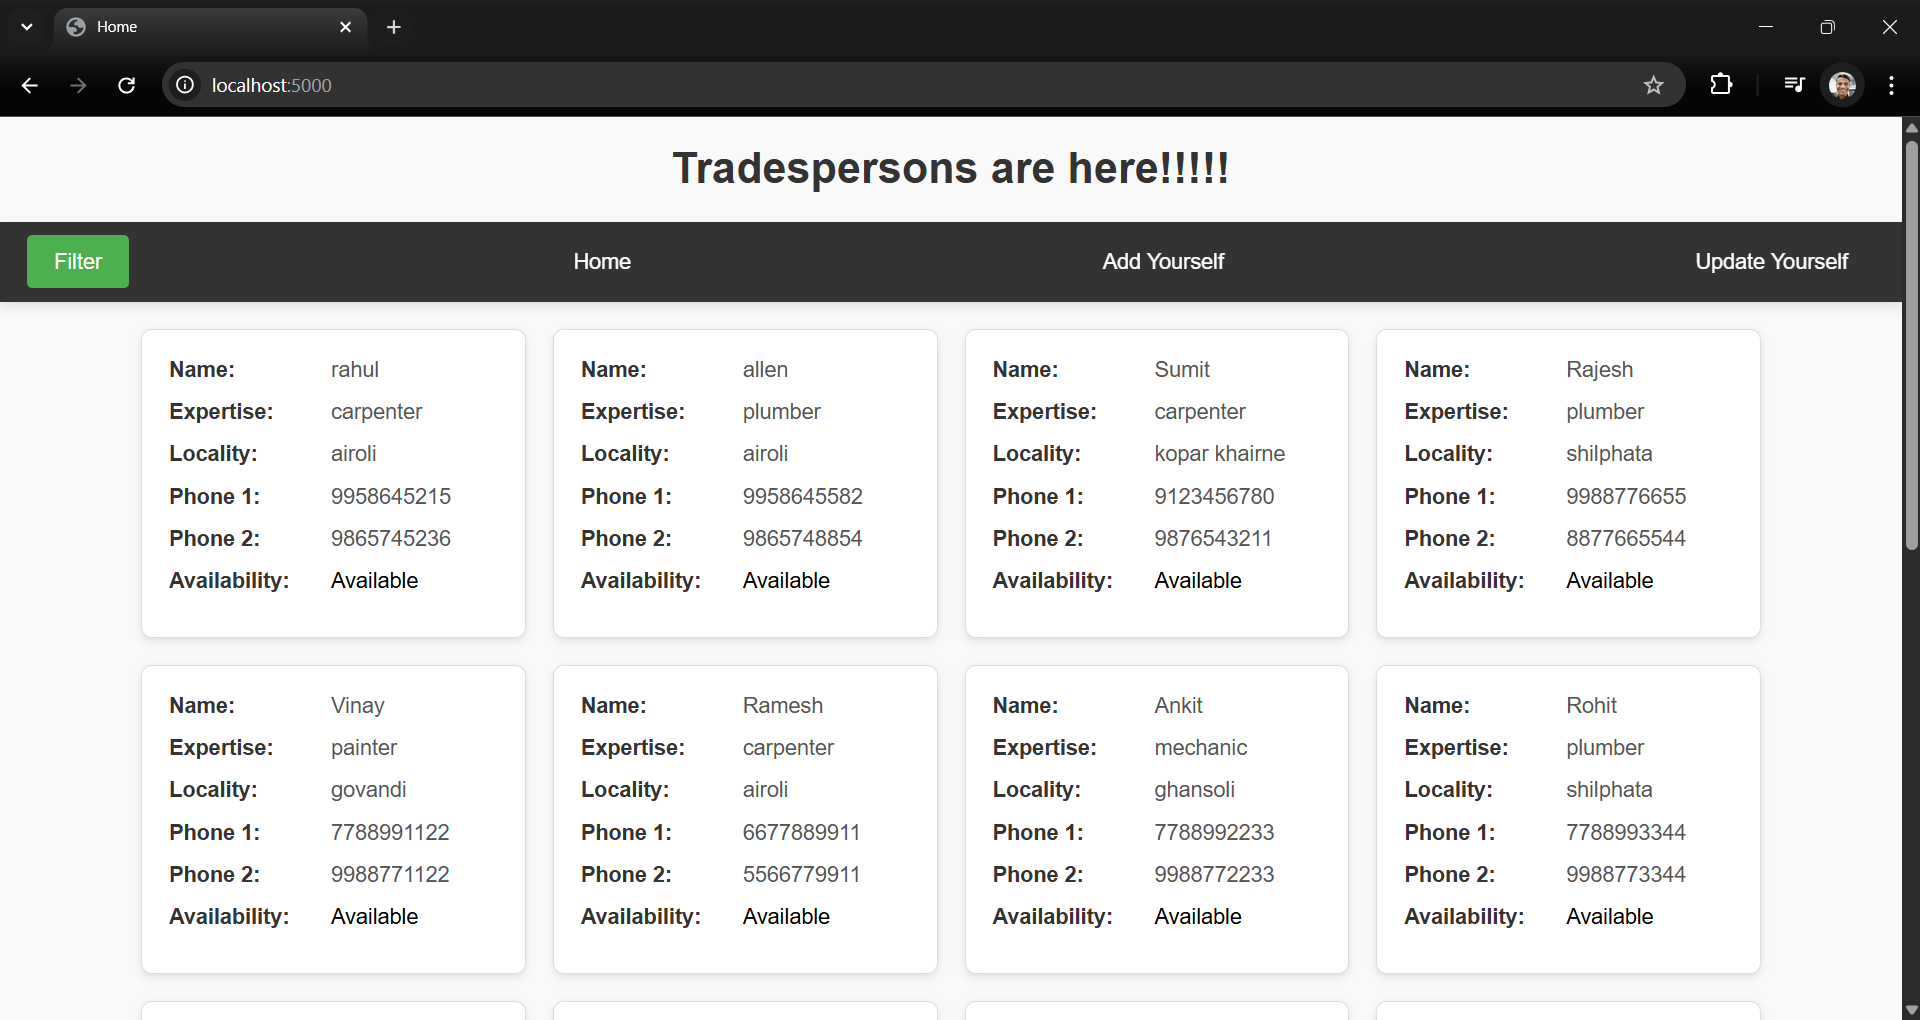 Home
localhost:5000
Tradespersons are here!!!!!
Filter Home Add Yourself Update Yourself
Name: rahul
Expertise: carpenter
Locality: airoli
Phone 1: 9958645215
Phone 2: 9865745236
Availability: Available
Name: allen
Expertise: plumber
Locality: airoli
Phone 1: 9958645582
Phone 2: 9865748854
Availability: Available
Name: Sumit
Expertise: carpenter
Locality: kopar khairne
Phone 1: 9123456780
Phone 2: 9876543211
Availability: Available
Name: Rajesh
Expertise: plumber
Locality: shilphata
Phone 1: 9988776655
Phone 2: 8877665544
Availability: Available
Name: Vinay
Expertise: painter
Locality: govandi
Phone 1: 7788991122
Phone 2: 9988771122
Availability: Available
Name: Ramesh
Expertise: carpenter
Locality: airoli
Phone 1: 6677889911
Phone 2: 5566779911
Availability: Available
Name: Ankit
Expertise: mechanic
Locality: ghansoli
Phone 1: 7788992233
Phone 2: 9988772233
Availability: Available
Name: Rohit
Expertise: plumber
Locality: shilphata
Phone 1: 7788993344
Phone 2: 9988773344
Availability: Available